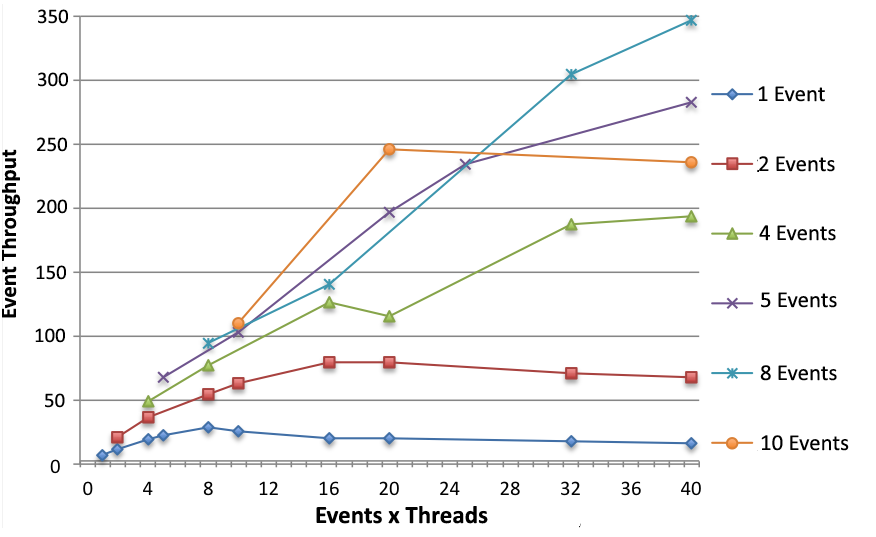 350
300
250
200
150
100
50
0
Event Throughput
0 4 8 12 16 20 24 28 32 36 40
Events x Threads
1 Event
2 Events
4 Events
5 Events
8 Events
10 Events